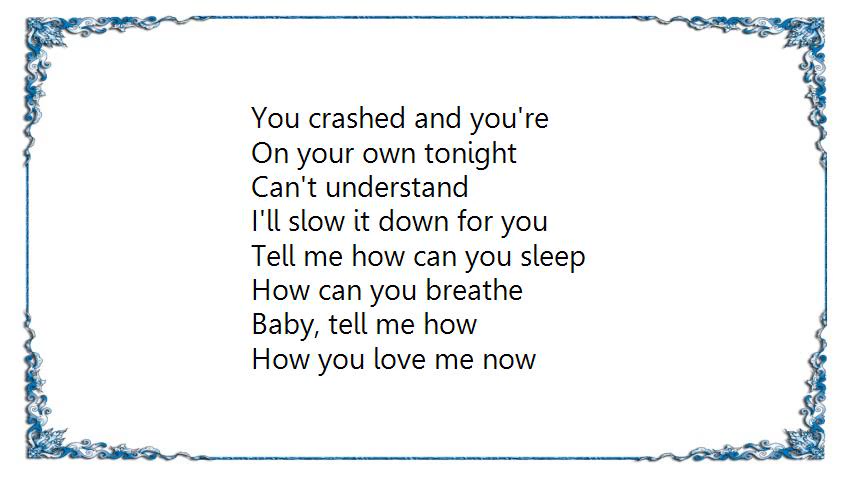 You crashed and you're
On your own tonight
Can't understand
I'll slow it down for you
Tell me how can you sleep
How can you breathe
Baby, tell me how
How you love me now